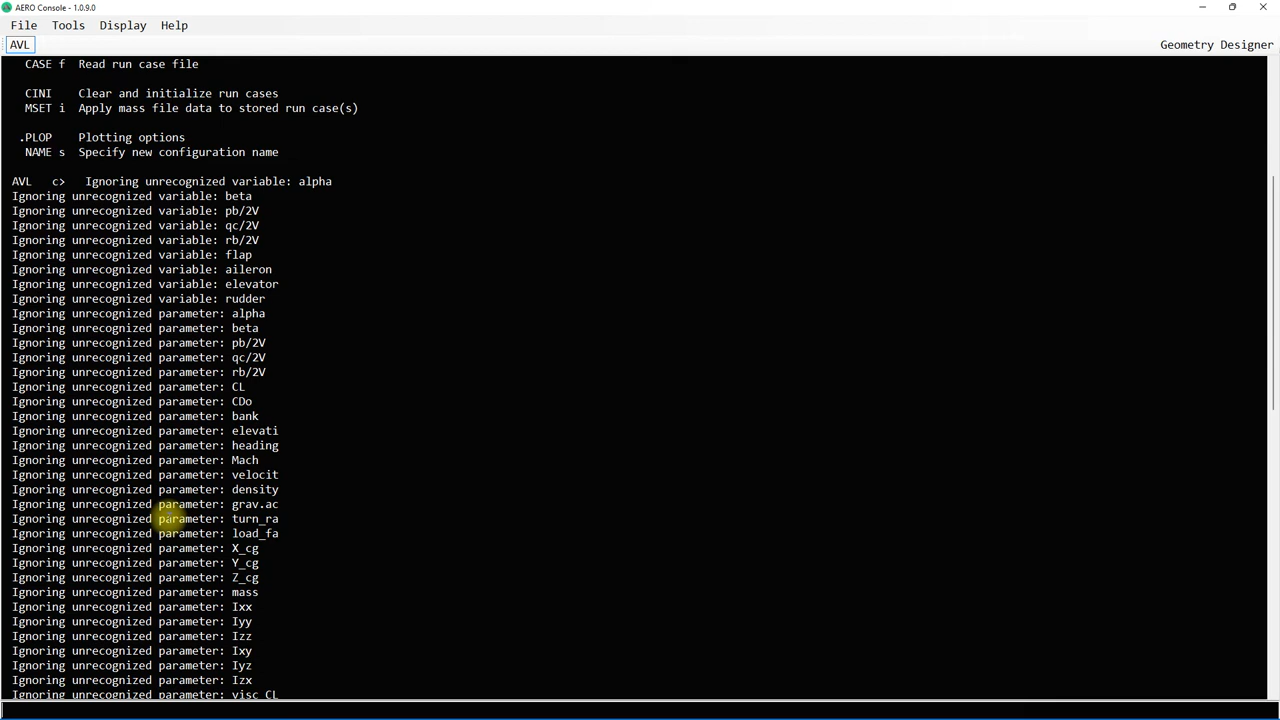 AERO Console - 1.0.9.0
File Tools Display Help
AVL Geometry Designer
CASE f Read run case file
CINI Clear and initialize run cases
MSET i Apply mass file data to stored run case(s)
.PLOP Plotting options
NAME s Specify new configuration name
AVL c> Ignoring unrecognized variable: alpha
Ignoring unrecognized variable: beta
Ignoring unrecognized variable: pb/2V
Ignoring unrecognized variable: qc/2V
Ignoring unrecognized variable: rb/2V
Ignoring unrecognized variable: flap
Ignoring unrecognized variable: aileron
Ignoring unrecognized variable: elevator
Ignoring unrecognized variable: rudder
Ignoring unrecognized parameter: alpha
Ignoring unrecognized parameter: beta
Ignoring unrecognized parameter: pb/2V
Ignoring unrecognized parameter: qc/2V
Ignoring unrecognized parameter: rb/2V
Ignoring unrecognized parameter: CL
Ignoring unrecognized parameter: CDo
Ignoring unrecognized parameter: bank
Ignoring unrecognized parameter: elevati
Ignoring unrecognized parameter: heading
Ignoring unrecognized parameter: Mach
Ignoring unrecognized parameter: velocit
Ignoring unrecognized parameter: density
Ignoring unrecognized parameter: grav.ac
Ignoring unrecognized parameter: turn_ra
Ignoring unrecognized parameter: load_fa
Ignoring unrecognized parameter: X_cg
Ignoring unrecognized parameter: Y_cg
Ignoring unrecognized parameter: Z_cg
Ignoring unrecognized parameter: mass
Ignoring unrecognized parameter: Ixx
Ignoring unrecognized parameter: Iyy
Ignoring unrecognized parameter: Izz
Ignoring unrecognized parameter: Ixy
Ignoring unrecognized parameter: Iyz
Ignoring unrecognized parameter: Izx
Ignoring unrecognized parameter: visc CL